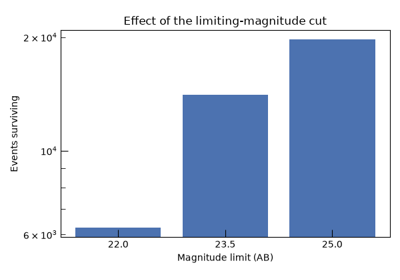 Effect of the limiting-magnitude cut
Events surviving
2 × 10⁴
10⁴
6 × 10³
22.0 23.5 25.0
Magnitude limit (AB)